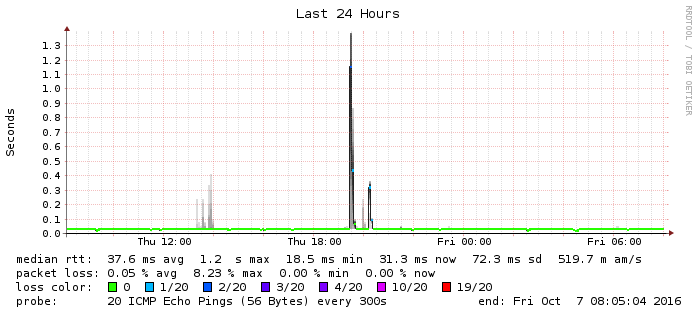 Last 24 Hours
RRDTOOL / TOBI OETIKER
Seconds
1.3
1.2
1.1
1.0
0.9
0.8
0.7
0.6
0.5
0.4
0.3
0.2
0.1
0.0
Thu 12:00 Thu 18:00 Fri 00:00 Fri 06:00
median rtt: 37.6 ms avg 1.2 s max 18.5 ms min 31.3 ms now 72.3 ms sd 519.7 m am/s
packet loss: 0.05 % avg 8.23 % max 0.00 % min 0.00 % now
loss color: 0 1/20 2/20 3/20 4/20 10/20 19/20
probe: 20 ICMP Echo Pings (56 Bytes) every 300s end: Fri Oct 7 08:05:04 2016